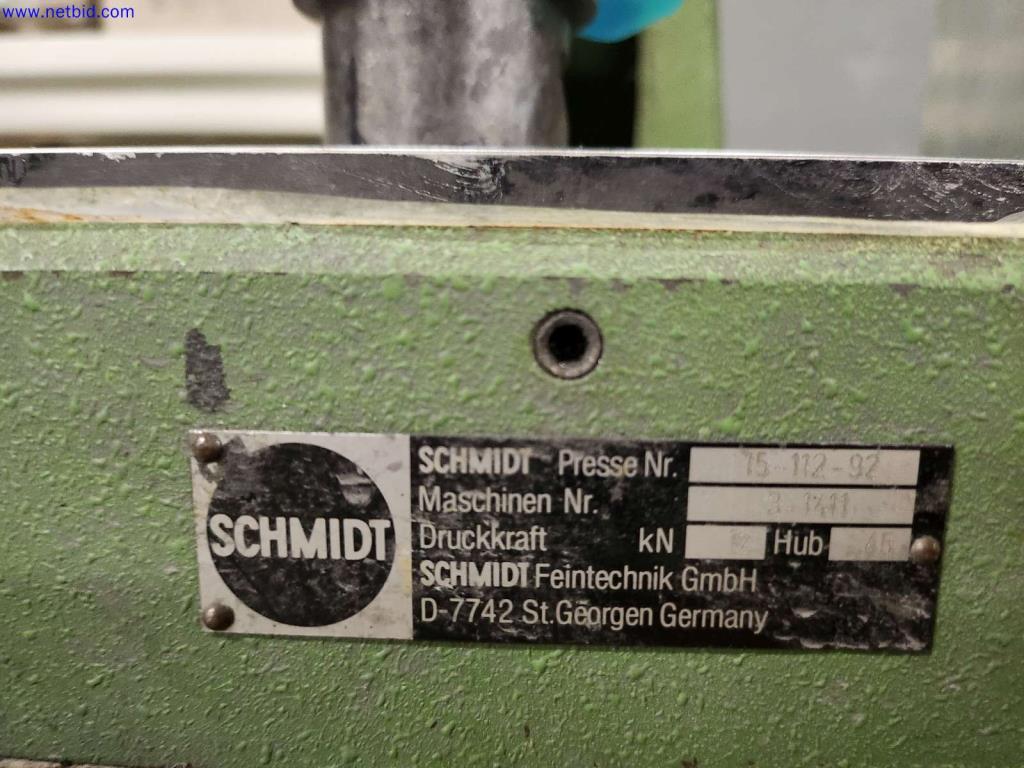 www.netbid.com
SCHMIDT
SCHMIDT Presse Nr. 15-112-92
Maschinen Nr.
Druckkraft kN Hub
SCHMIDT Feintechnik GmbH
D-7742 St.Georgen Germany